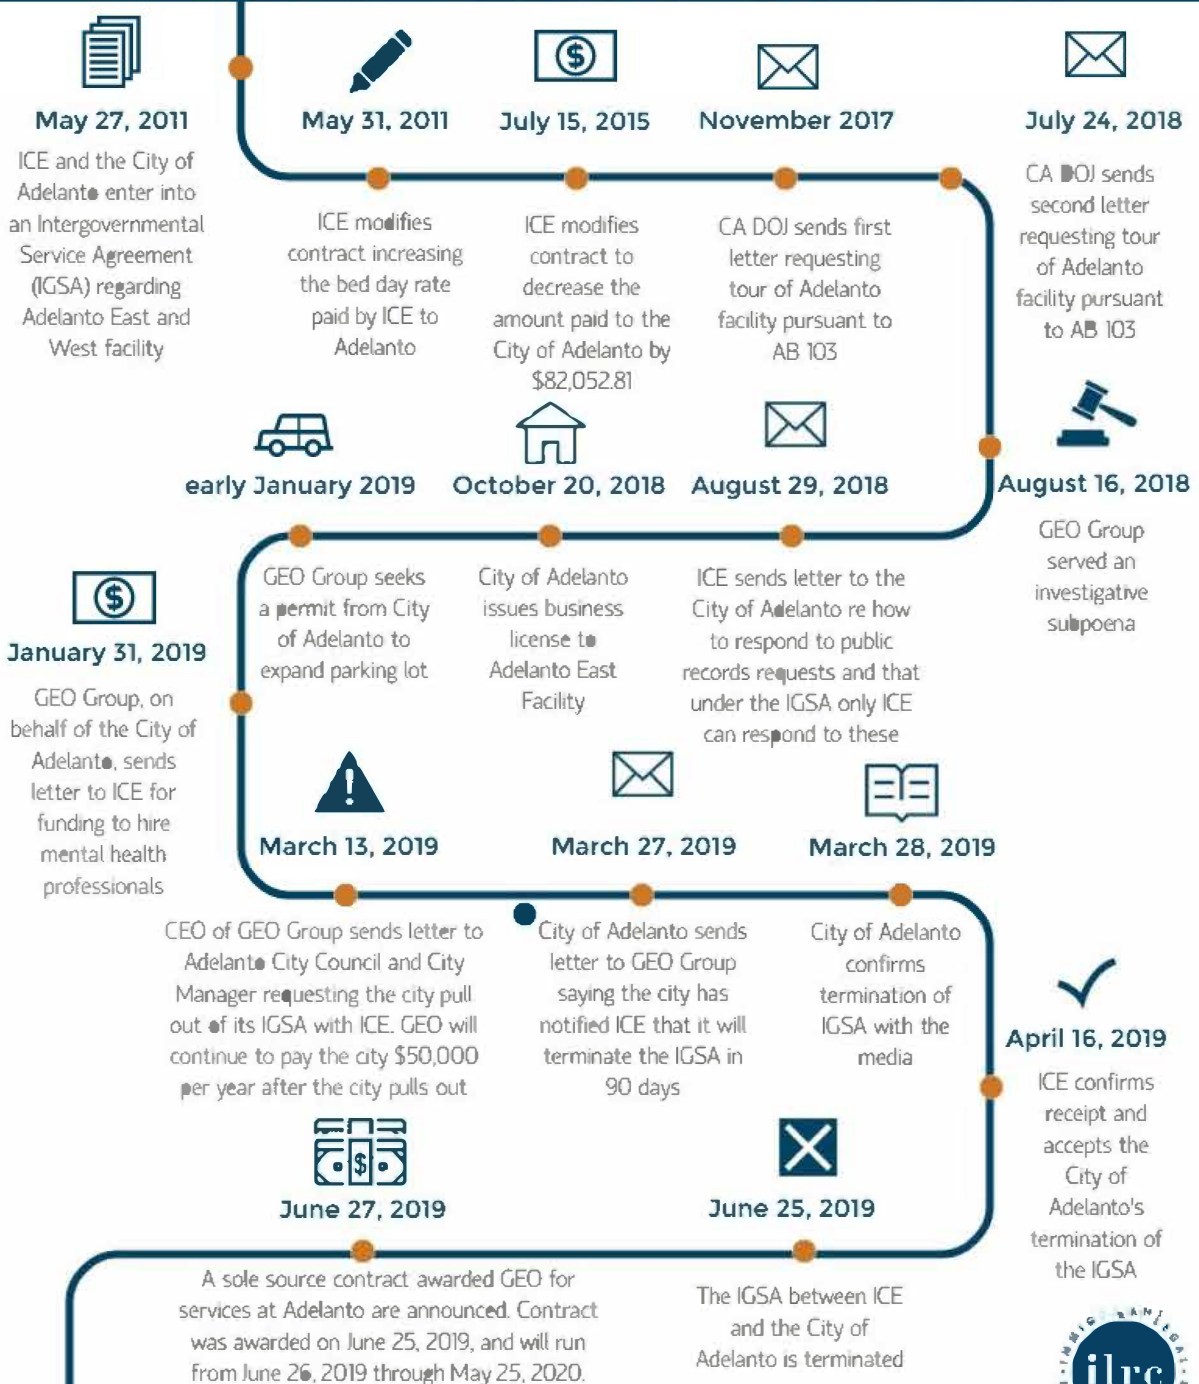 May 27, 2011
ICE and the City of
Adelanto enter into
an Intergovernmental
Service Agreement
(IGSA) regarding
Adelanto East and
West facility
May 31, 2011
ICE modifies
contract increasing
the bed day rate
paid by ICE to
Adelanto
July 15, 2015
ICE modifies
contract to
decrease the
amount paid to the
City of Adelanto by
$82,052.81
November 2017
CA DOJ sends first
letter requesting
tour of Adelanto
facility pursuant to
AB 103
July 24, 2018
CA DOJ sends
second letter
requesting tour
of Adelanto
facility pursuant
to AB 103
August 16, 2018
GEO Group
served an
investigative
subpoena
August 29, 2018
ICE sends letter to the
City of Adelanto re how
to respond to public
records requests and that
under the IGSA only ICE
can respond to these
October 20, 2018
City of Adelanto
issues business
license to
Adelanto East
Facility
early January 2019
GEO Group seeks
a permit from City
of Adelanto to
expand parking lot
January 31, 2019
GEO Group, on
behalf of the City of
Adelanto, sends
letter to ICE for
funding to hire
mental health
professionals
March 13, 2019
CEO of GEO Group sends letter to
Adelanto City Council and City
Manager requesting the city pull
out of its IGSA with ICE. GEO will
continue to pay the city $50,000
per year after the city pulls out
March 27, 2019
City of Adelanto sends
letter to GEO Group
saying the city has
notified ICE that it will
terminate the IGSA in
90 days
March 28, 2019
City of Adelanto
confirms
termination of
IGSA with the
media
April 16, 2019
ICE confirms
receipt and
accepts the
City of
Adelanto's
termination of
the IGSA
June 25, 2019
The IGSA between ICE
and the City of
Adelanto is terminated
June 27, 2019
A sole source contract awarded GEO for
services at Adelanto are announced. Contract
was awarded on June 25, 2019, and will run
from June 26, 2019 through May 25, 2020.
ilrc